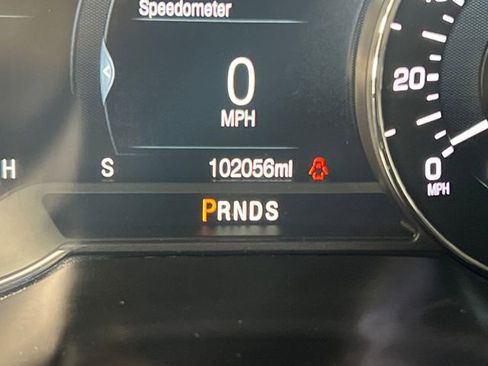 Speedometer
0
MPH
20
0
MPH
H
S
102056mi
PRNDS